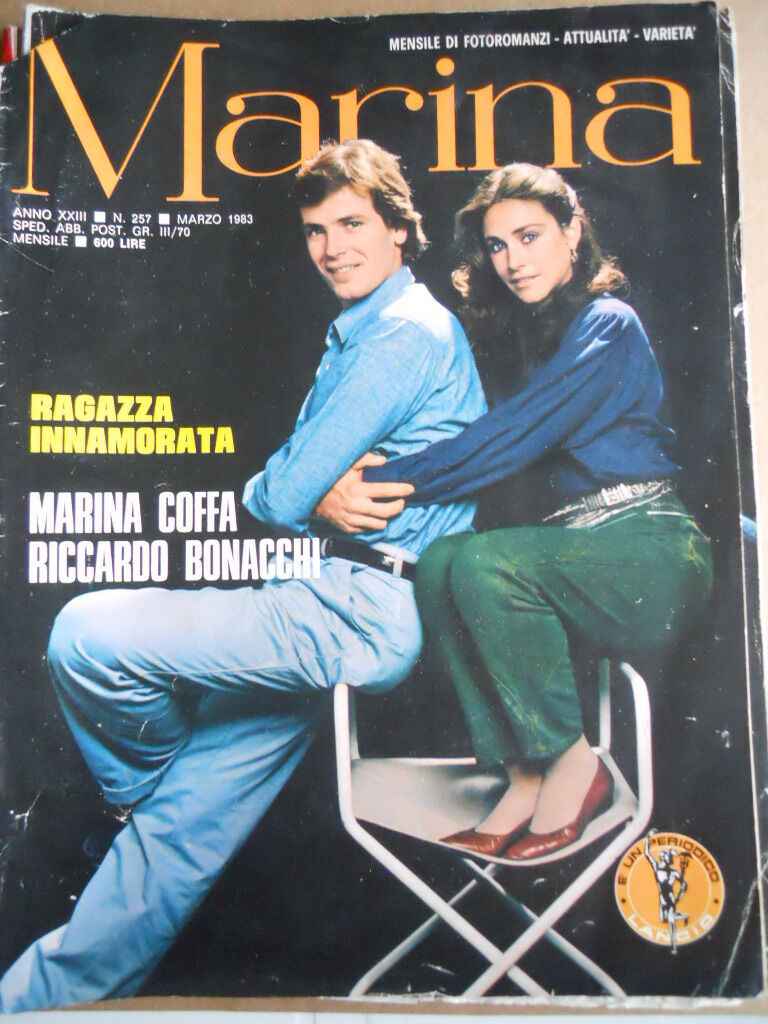 MENSILE DI FOTOROMANZI - ATTUALITA' - VARIETA'
Marina
ANNO XXIII ■ N. 257 ■ MARZO 1983
SPED. ABB. POST. GR. III/70
MENSILE ■ 600 LIRE
RAGAZZA
INNAMORATA
MARINA COFFA
RICCARDO BONACCHI
E UN PERIODICO
LANCIO